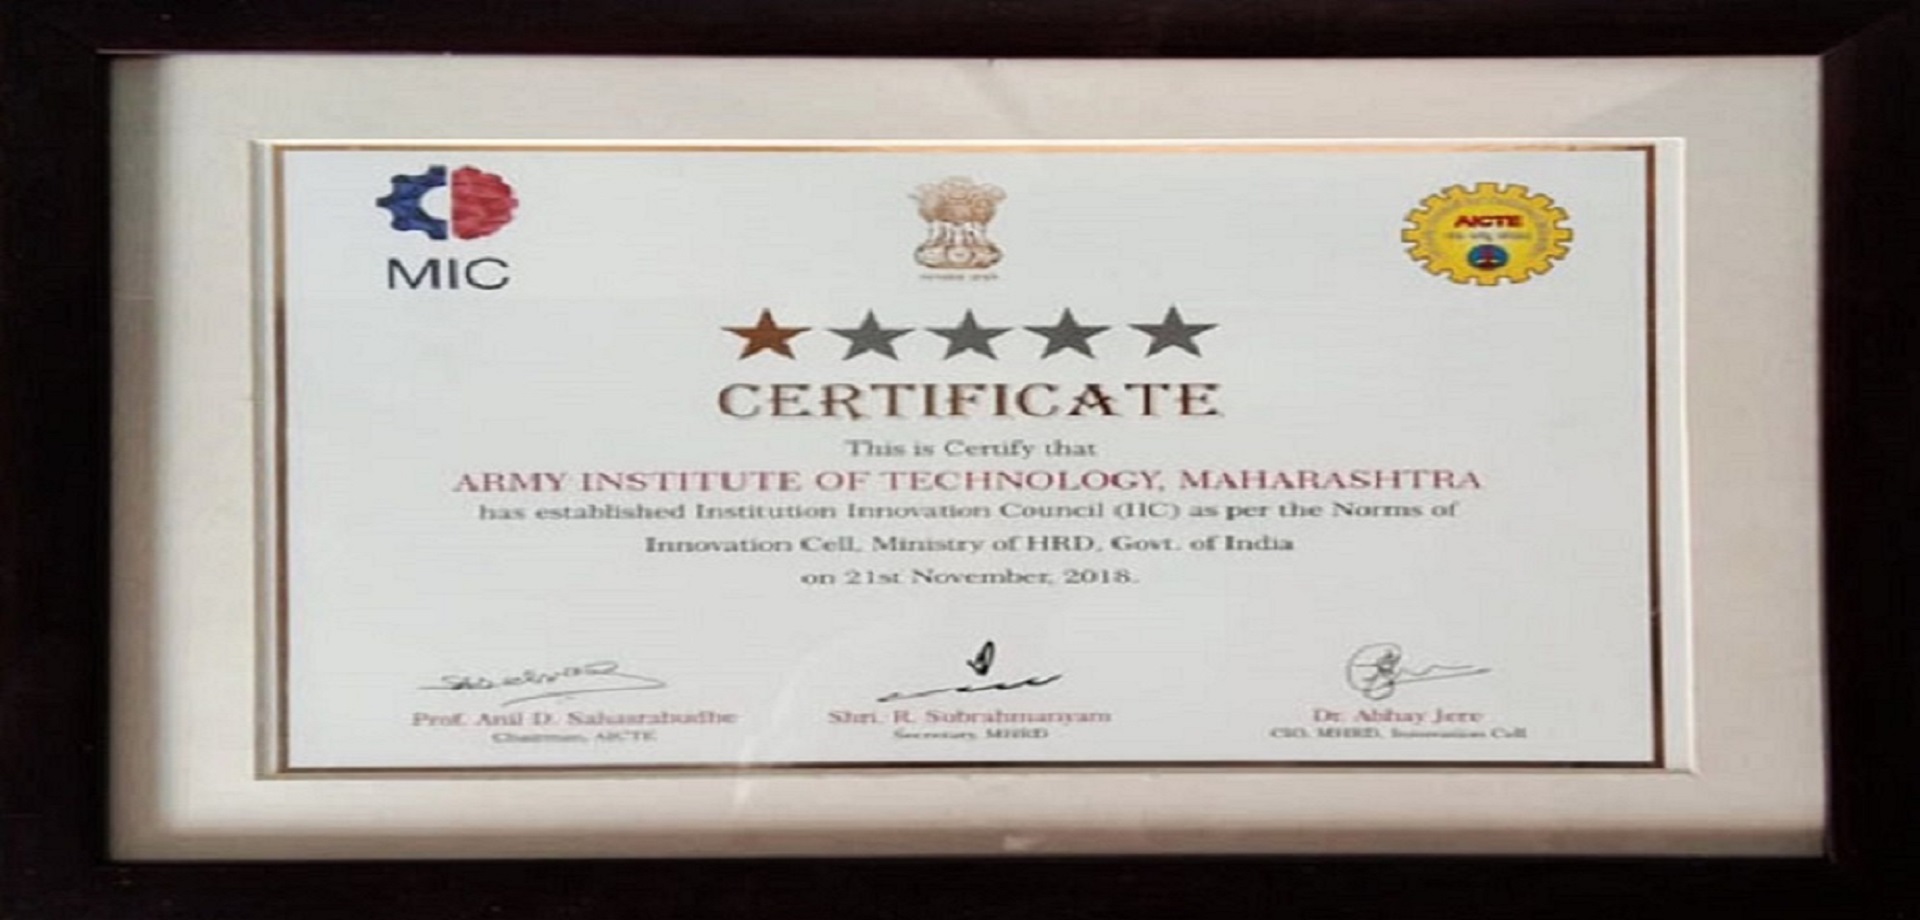 MIC
AICTE
CERTIFICATE
This is Certify that
ARMY INSTITUTE OF TECHNOLOGY, MAHARASHTRA
has established Institution Innovation Council (IIC) as per the Norms of
Innovation Cell, Ministry of HRD, Govt. of India
on 21st November, 2018.
Prof. Anil D. Sahasrabudhe
Chairman, AICTE
Shri. R. Subrahmanyam
Secretary, MHRD
Dr. Abhay Jere
CIO, MHRD, Innovation Cell